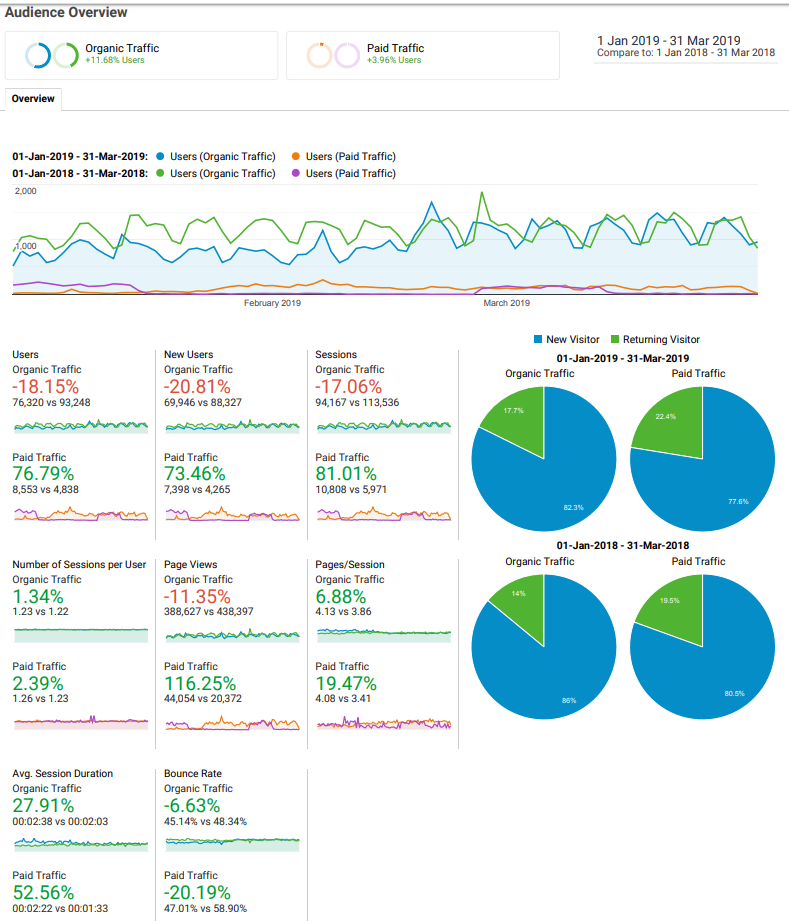 Audience Overview
Organic Traffic
+11.68% Users
Paid Traffic
+3.96% Users
1 Jan 2019 - 31 Mar 2019
Compare to: 1 Jan 2018 - 31 Mar 2018
Overview
01-Jan-2019 - 31-Mar-2019: Users (Organic Traffic) Users (Paid Traffic)
01-Jan-2018 - 31-Mar-2018: Users (Organic Traffic) Users (Paid Traffic)
2,000
1,000
February 2019 March 2019
New Visitor Returning Visitor
01-Jan-2019 - 31-Mar-2019
Organic Traffic Paid Traffic
17.7%
82.3%
22.4%
77.6%
01-Jan-2018 - 31-Mar-2018
Organic Traffic Paid Traffic
14%
86%
19.5%
80.5%
Users
Organic Traffic
-18.15%
76,320 vs 93,248
Paid Traffic
76.79%
8,553 vs 4,838
New Users
Organic Traffic
-20.81%
69,946 vs 88,327
Paid Traffic
73.46%
7,398 vs 4,265
Sessions
Organic Traffic
-17.06%
94,167 vs 113,536
Paid Traffic
81.01%
10,808 vs 5,971
Number of Sessions per User
Organic Traffic
1.34%
1.23 vs 1.22
Paid Traffic
2.39%
1.26 vs 1.23
Page Views
Organic Traffic
-11.35%
388,627 vs 438,397
Paid Traffic
116.25%
44,054 vs 20,372
Pages/Session
Organic Traffic
6.88%
4.13 vs 3.86
Paid Traffic
19.47%
4.08 vs 3.41
Avg. Session Duration
Organic Traffic
27.91%
00:02:38 vs 00:02:03
Paid Traffic
52.56%
00:02:22 vs 00:01:33
Bounce Rate
Organic Traffic
-6.63%
45.14% vs 48.34%
Paid Traffic
-20.19%
47.01% vs 58.90%